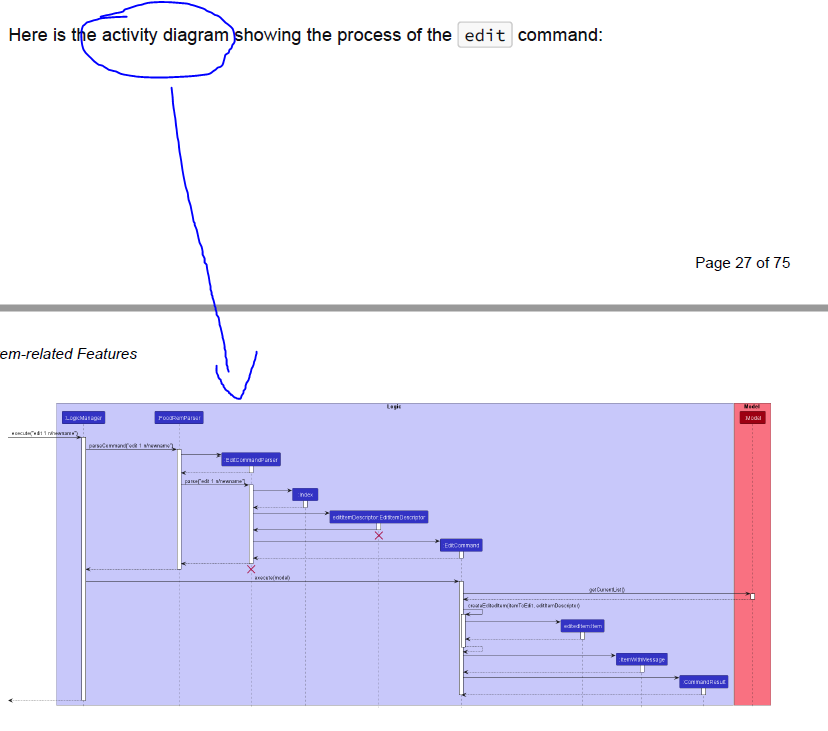 Here is the activity diagram showing the process of the edit command:
Page 27 of 75
em-related Features
Logic
Model
:LogicManager
:FoodRemParser
:Model
execute("edit 1 n/newname")
parseCommand("edit 1 n/newname")
:EditCommandParser
parse("edit 1 n/newname")
:Index
editItemDescriptor:EditItemDescriptor
:EditCommand
execute(model)
getCurrentList()
createEditedItem(itemToEdit, editItemDescriptor)
editedItem:Item
:ItemWithMessage
:CommandResult